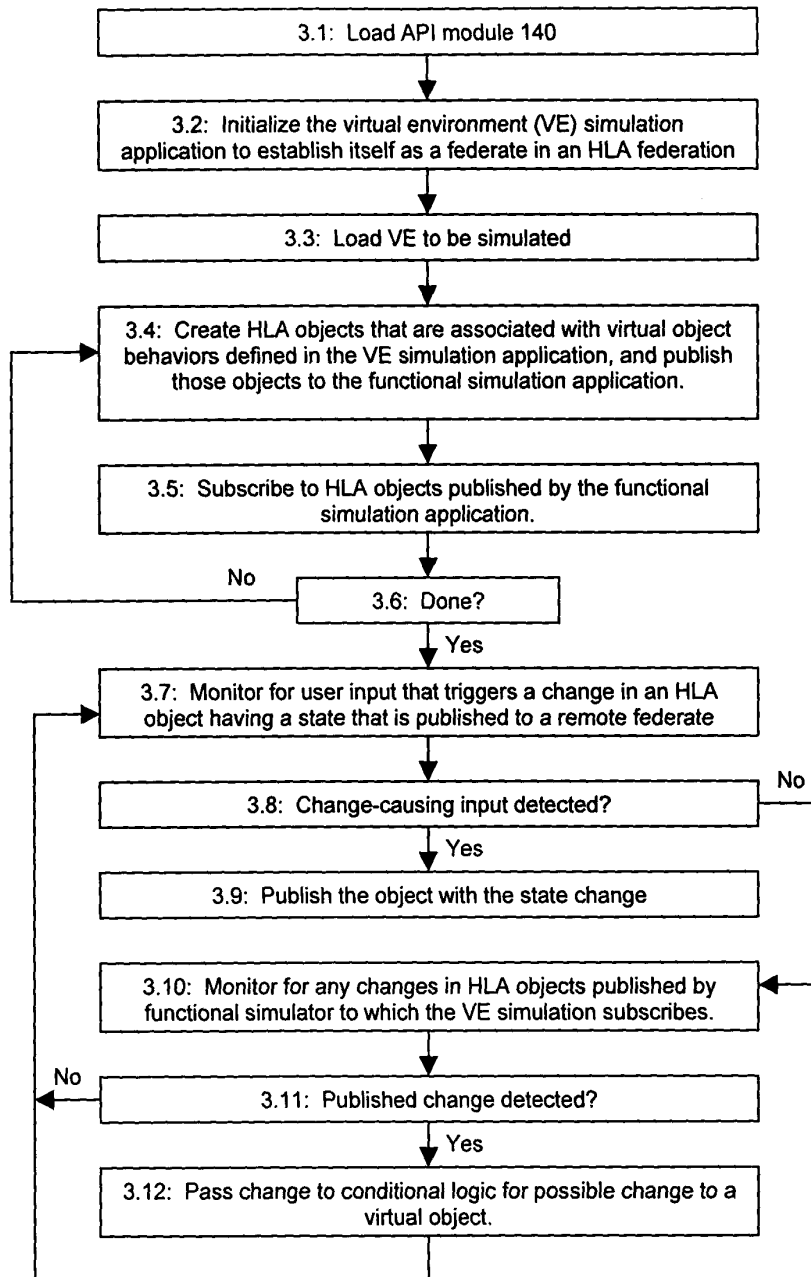 3.1: Load API module 140
3.2: Initialize the virtual environment (VE) simulation
application to establish itself as a federate in an HLA federation
3.3: Load VE to be simulated
3.4: Create HLA objects that are associated with virtual object
behaviors defined in the VE simulation application, and publish
those objects to the functional simulation application.
3.5: Subscribe to HLA objects published by the functional
simulation application.
No
3.6: Done?
Yes
3.7: Monitor for user input that triggers a change in an HLA
object having a state that is published to a remote federate
No
3.8: Change-causing input detected?
Yes
3.9: Publish the object with the state change
3.10: Monitor for any changes in HLA objects published by
functional simulator to which the VE simulation subscribes.
No
3.11: Published change detected?
Yes
3.12: Pass change to conditional logic for possible change to a
virtual object.